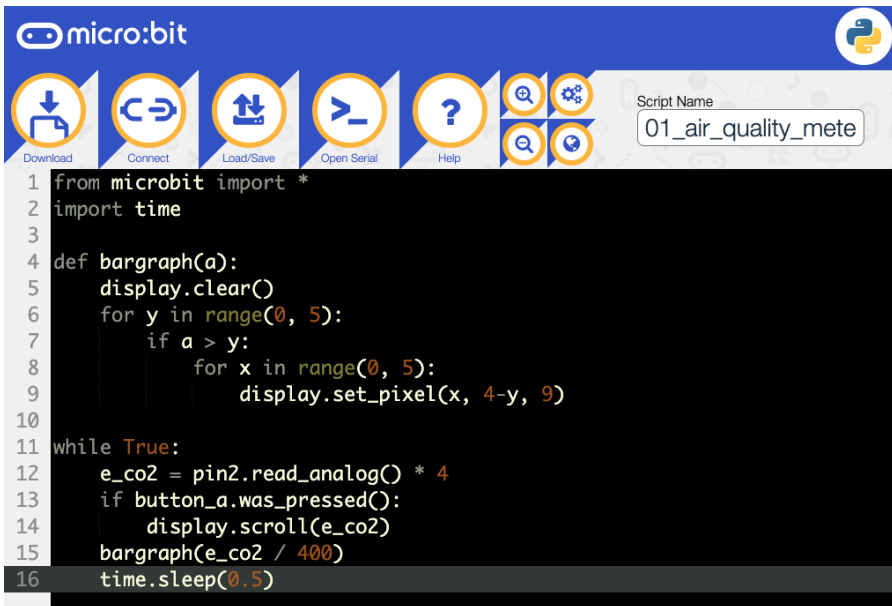 micro:bit
Download
Connect
Load/Save
Open Serial
Help
Script Name
01_air_quality_mete
1 from microbit import *
2 import time
3
4 def bargraph(a):
5     display.clear()
6     for y in range(0, 5):
7         if a > y:
8             for x in range(0, 5):
9                 display.set_pixel(x, 4-y, 9)
10
11 while True:
12     e_co2 = pin2.read_analog() * 4
13     if button_a.was_pressed():
14         display.scroll(e_co2)
15     bargraph(e_co2 / 400)
16     time.sleep(0.5)